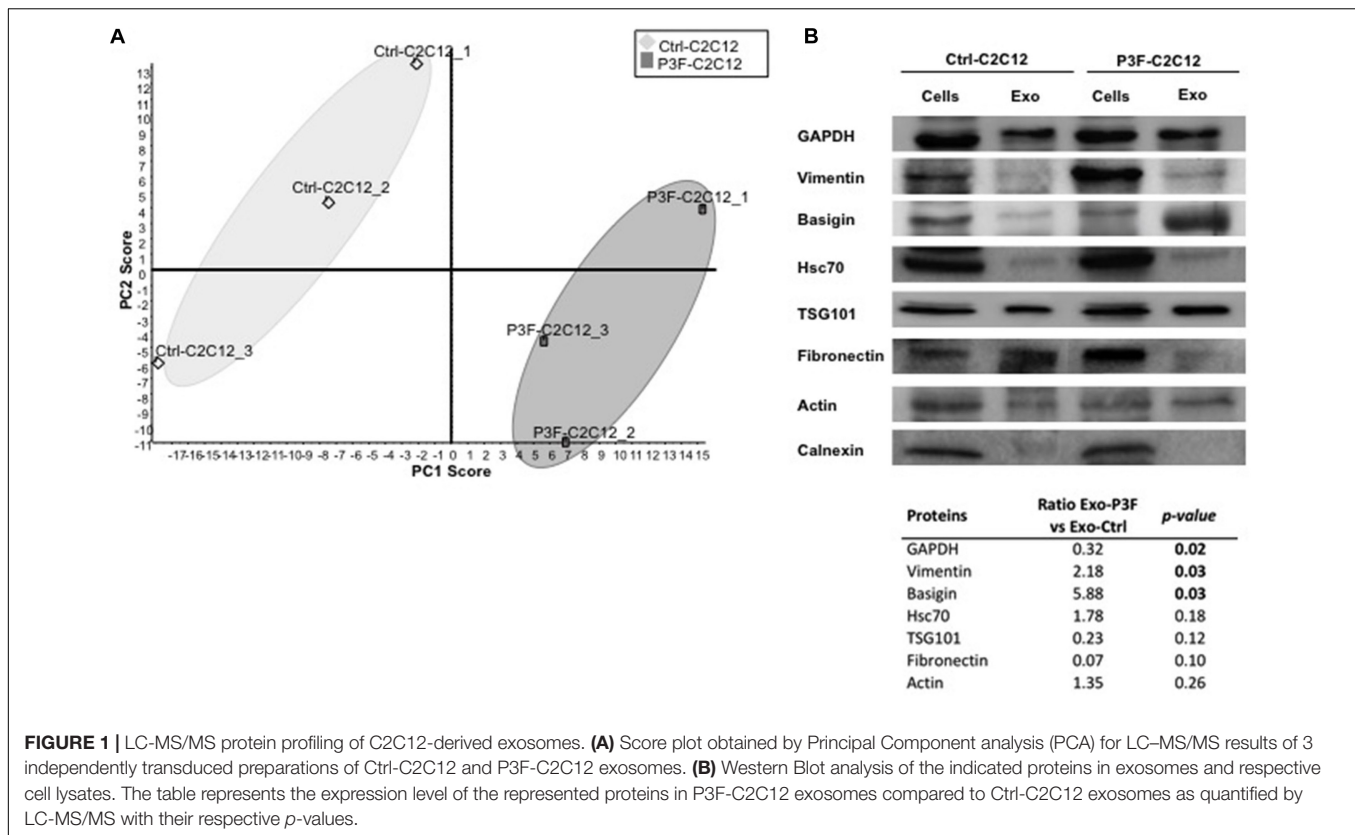 A
Ctrl-C2C12_1
Ctrl-C2C12
P3F-C2C12
13
12
11
10
9
8
7
6
5
4
3
2
1
0
-1
-2
-3
-4
-5
-6
-7
-8
-9
-10
-11
PC2 Score
Ctrl-C2C12_2
P3F-C2C12_1
P3F-C2C12_3
Ctrl-C2C12_3
P3F-C2C12_2
-17 -16 -15 -14 -13 -12 -11 -10 -9 -8 -7 -6 -5 -4 -3 -2 -1 0 1 2 3 4 5 6 7 8 9 10 11 12 13 14 15
PC1 Score
B
Ctrl-C2C12 P3F-C2C12
Cells Exo Cells Exo
GAPDH
Vimentin
Basigin
Hsc70
TSG101
Fibronectin
Actin
Calnexin
Proteins Ratio Exo-P3F vs Exo-Ctrl p-value
GAPDH 0.32 0.02
Vimentin 2.18 0.03
Basigin 5.88 0.03
Hsc70 1.78 0.18
TSG101 0.23 0.12
Fibronectin 0.07 0.10
Actin 1.35 0.26
FIGURE 1 | LC-MS/MS protein profiling of C2C12-derived exosomes. (A) Score plot obtained by Principal Component analysis (PCA) for LC–MS/MS results of 3
independently transduced preparations of Ctrl-C2C12 and P3F-C2C12 exosomes. (B) Western Blot analysis of the indicated proteins in exosomes and respective
cell lysates. The table represents the expression level of the represented proteins in P3F-C2C12 exosomes compared to Ctrl-C2C12 exosomes as quantified by
LC-MS/MS with their respective p-values.